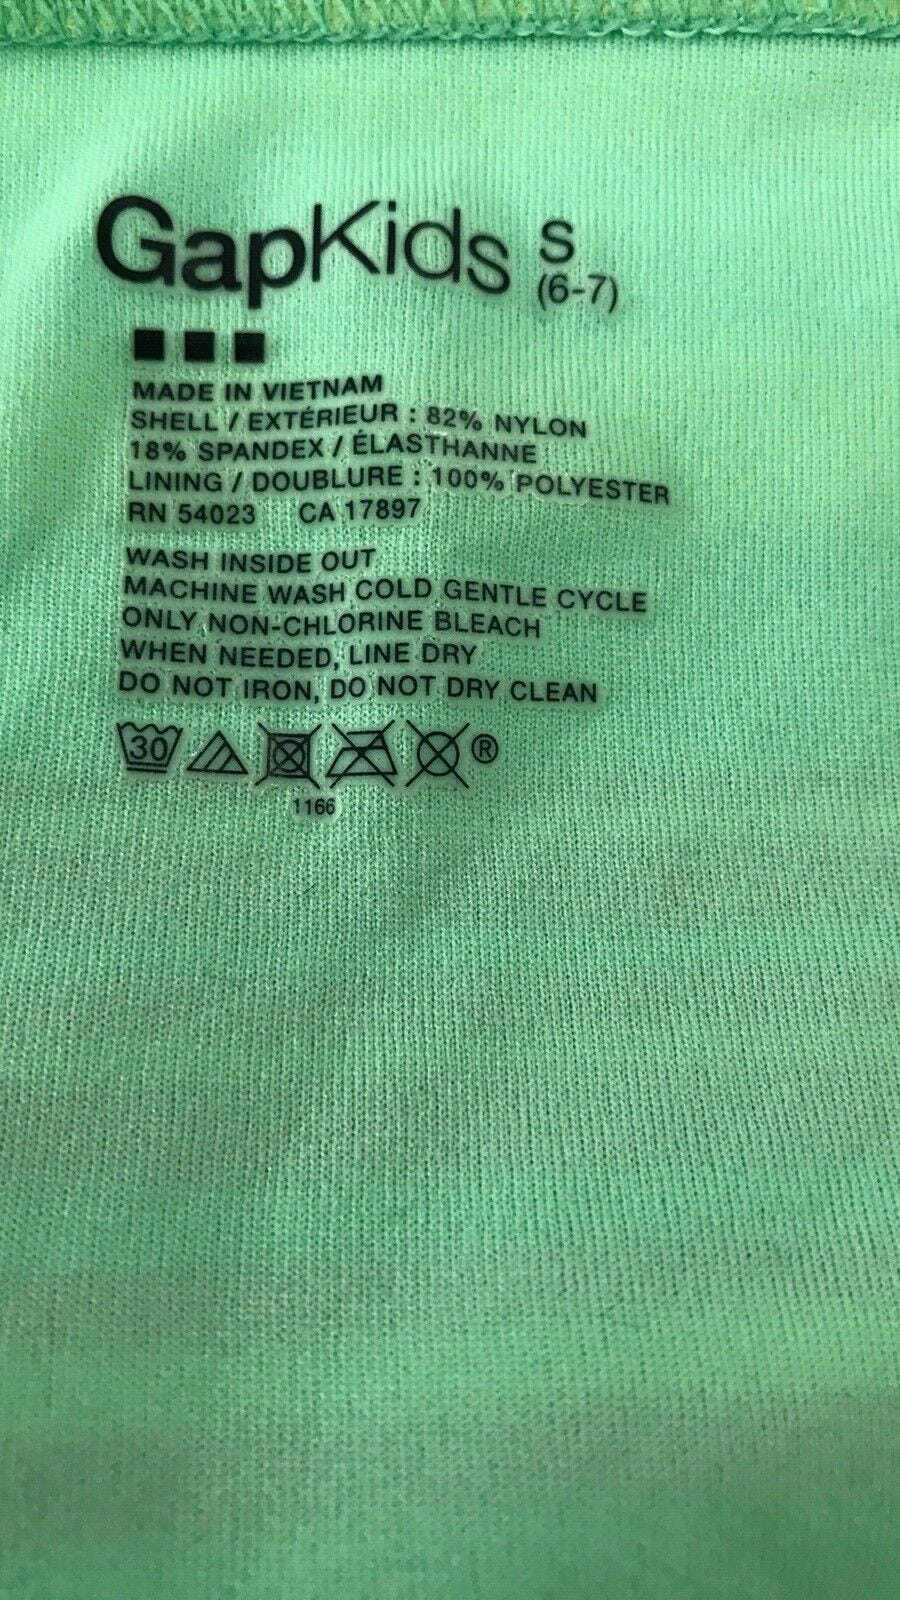 GapKids S
(6-7)
MADE IN VIETNAM
SHELL / EXTÉRIEUR : 82% NYLON
18% SPANDEX / ÉLASTHANNE
LINING / DOUBLURE : 100% POLYESTER
RN 54023 CA 17897
WASH INSIDE OUT
MACHINE WASH COLD GENTLE CYCLE
ONLY NON-CHLORINE BLEACH
WHEN NEEDED, LINE DRY
DO NOT IRON, DO NOT DRY CLEAN
30 ®
1166